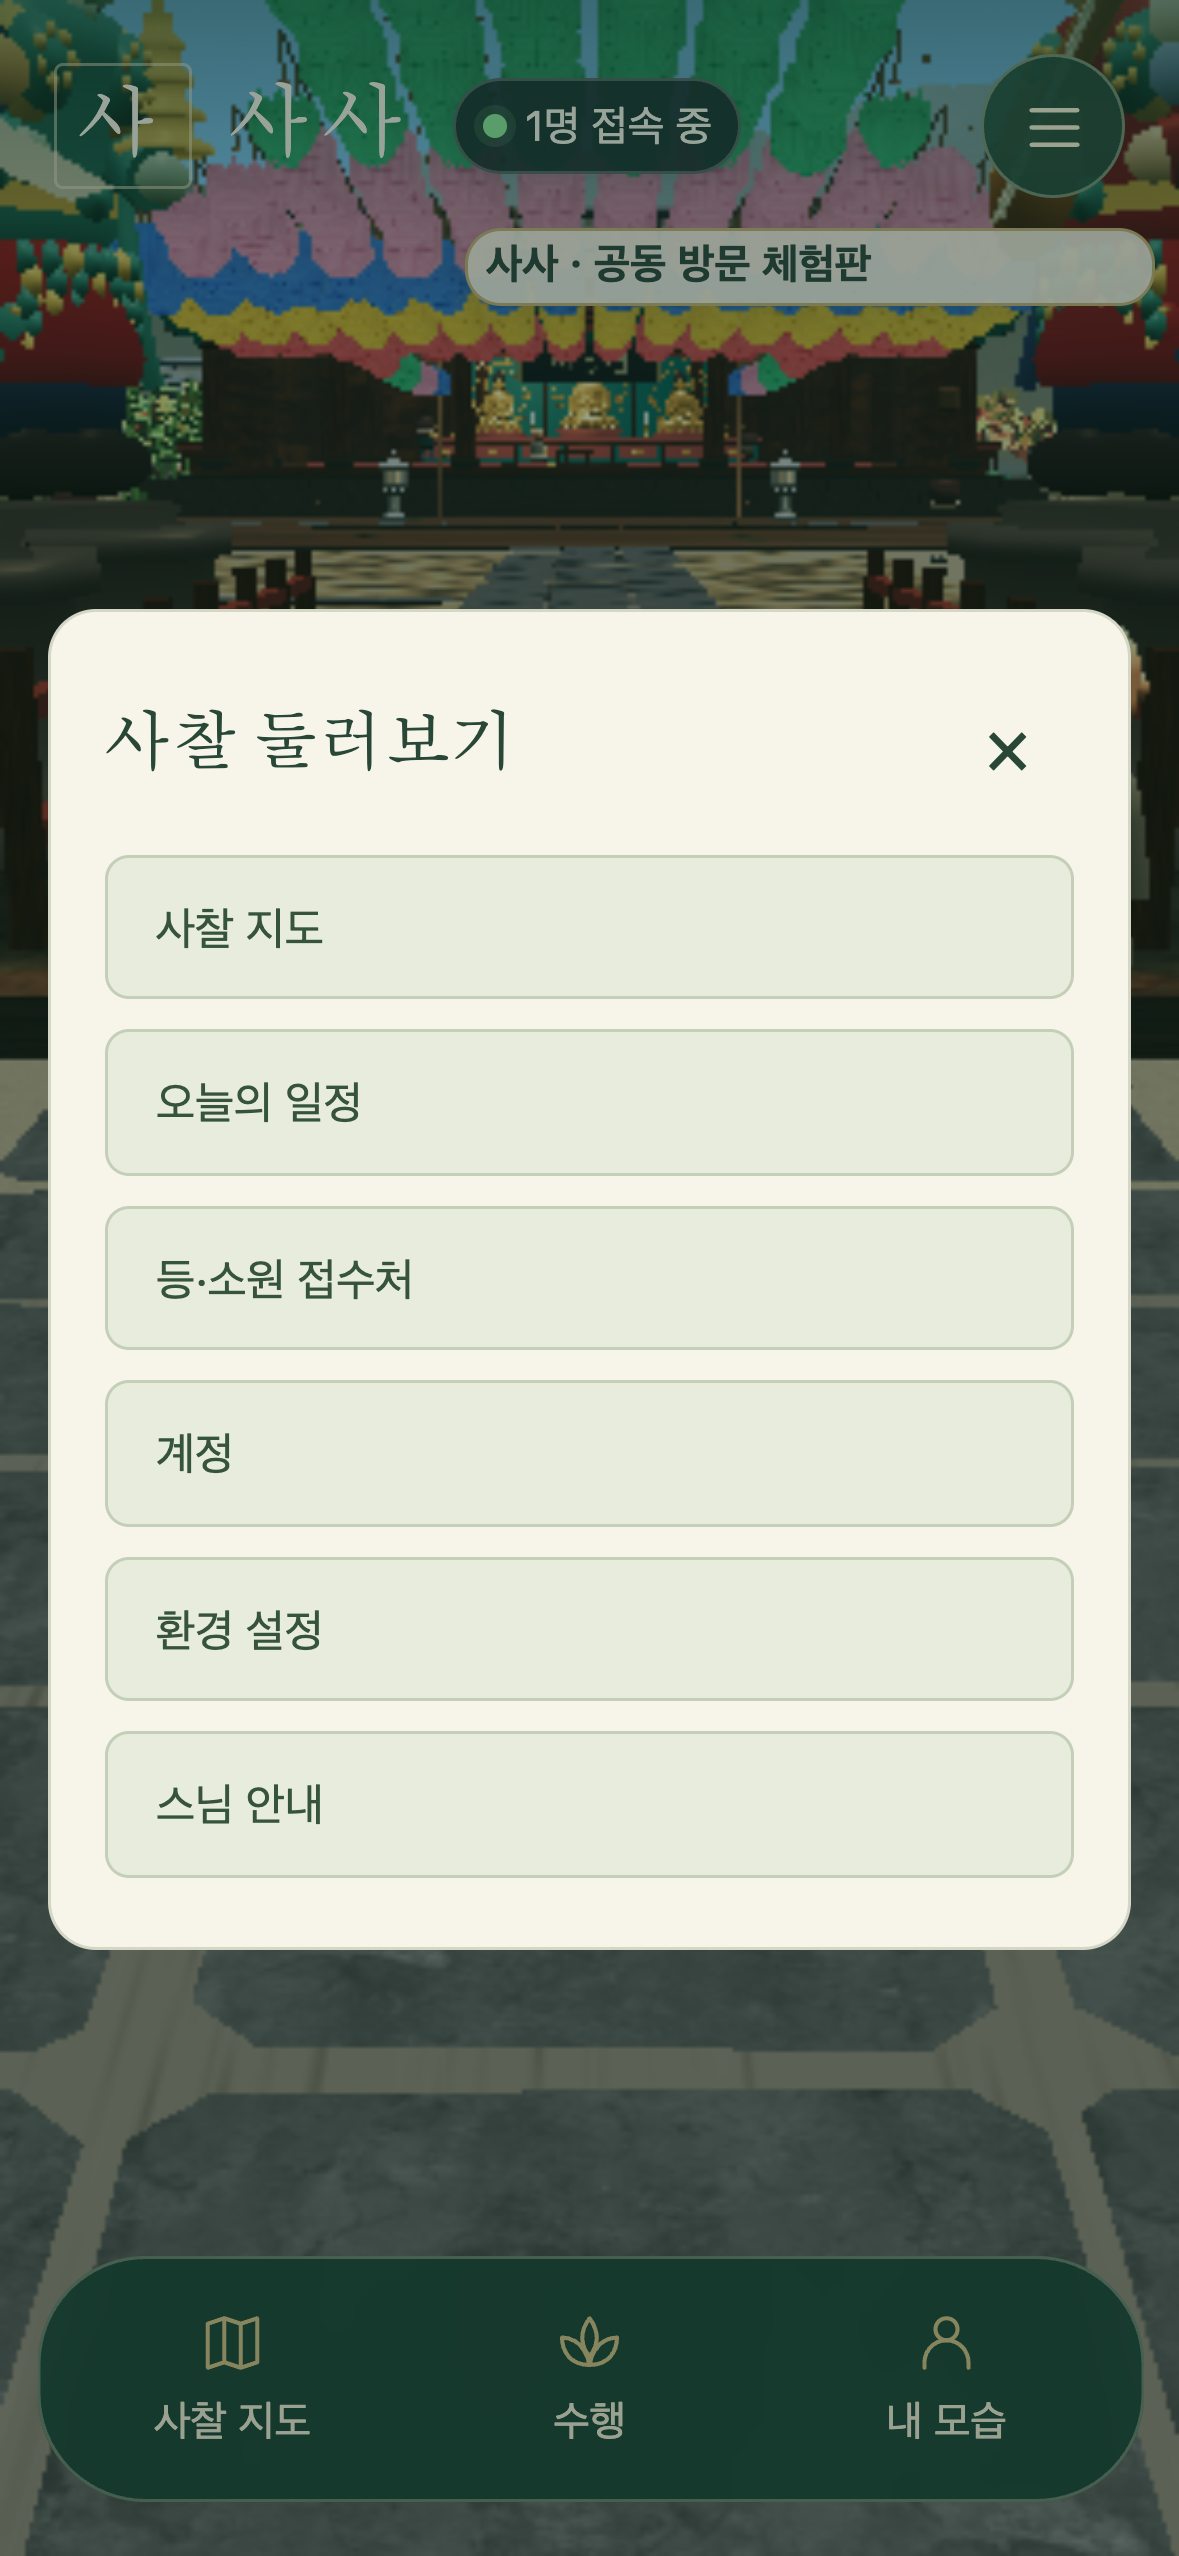 사 사사 1명 접속 중
사사 · 공동 방문 체험판
사찰 둘러보기
사찰 지도
오늘의 일정
등·소원 접수처
계정
환경 설정
스님 안내
사찰 지도 수행 내 모습